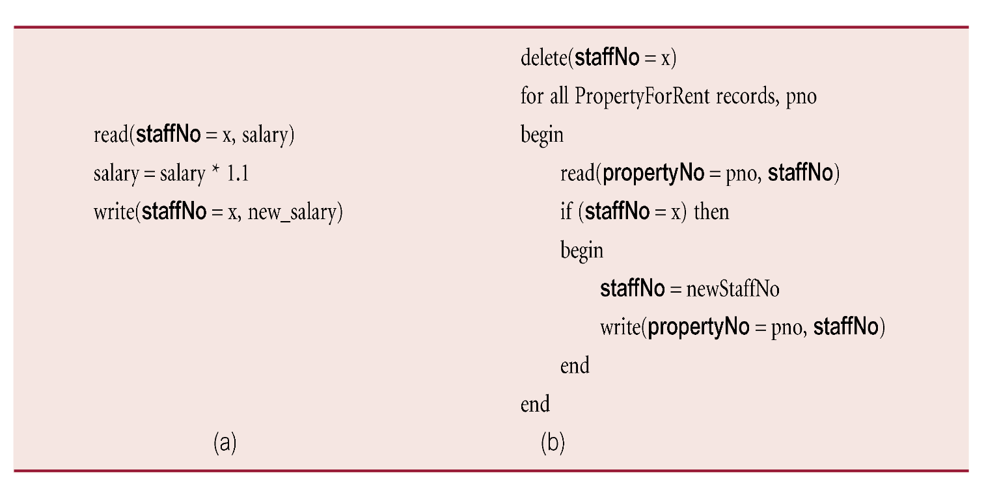 read(staffNo = x, salary)
salary = salary * 1.1
write(staffNo = x, new_salary)
(a)
delete(staffNo = x)
for all PropertyForRent records, pno
begin
read(propertyNo = pno, staffNo)
if (staffNo = x) then
begin
staffNo = newStaffNo
write(propertyNo = pno, staffNo)
end
end
(b)